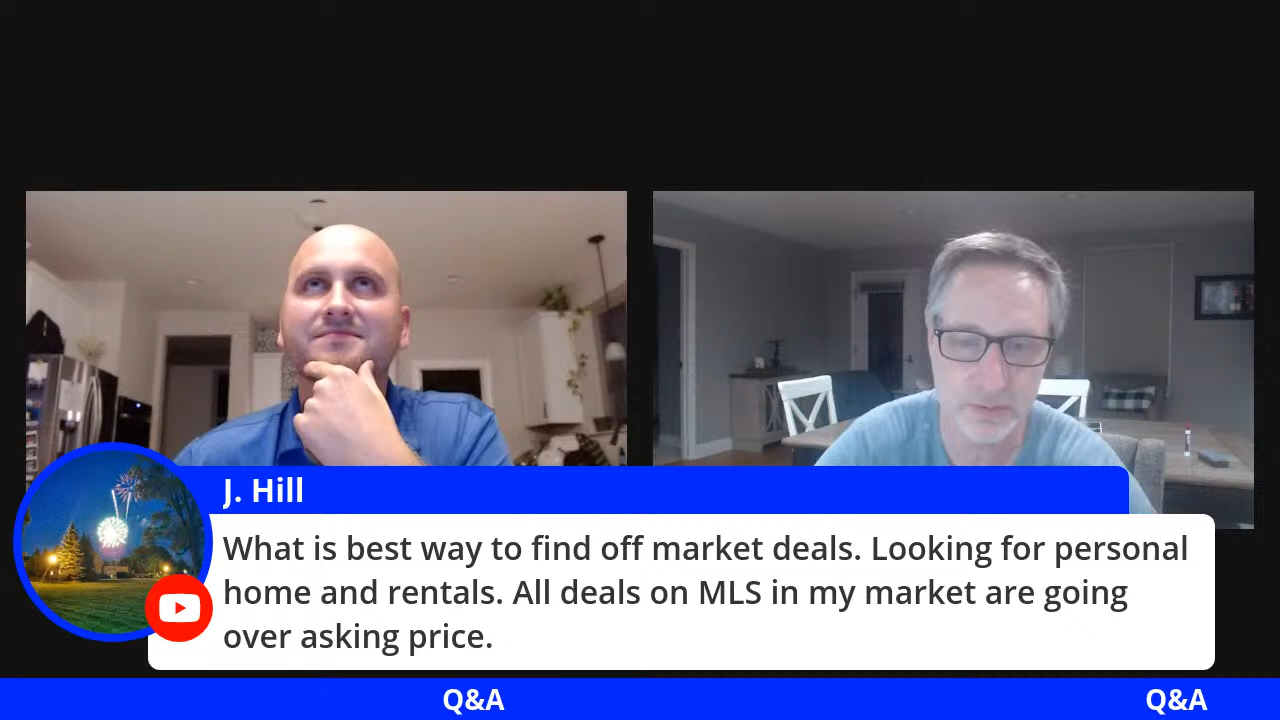 J. Hill
What is best way to find off market deals. Looking for personal
home and rentals. All deals on MLS in my market are going
over asking price.
Q&A Q&A